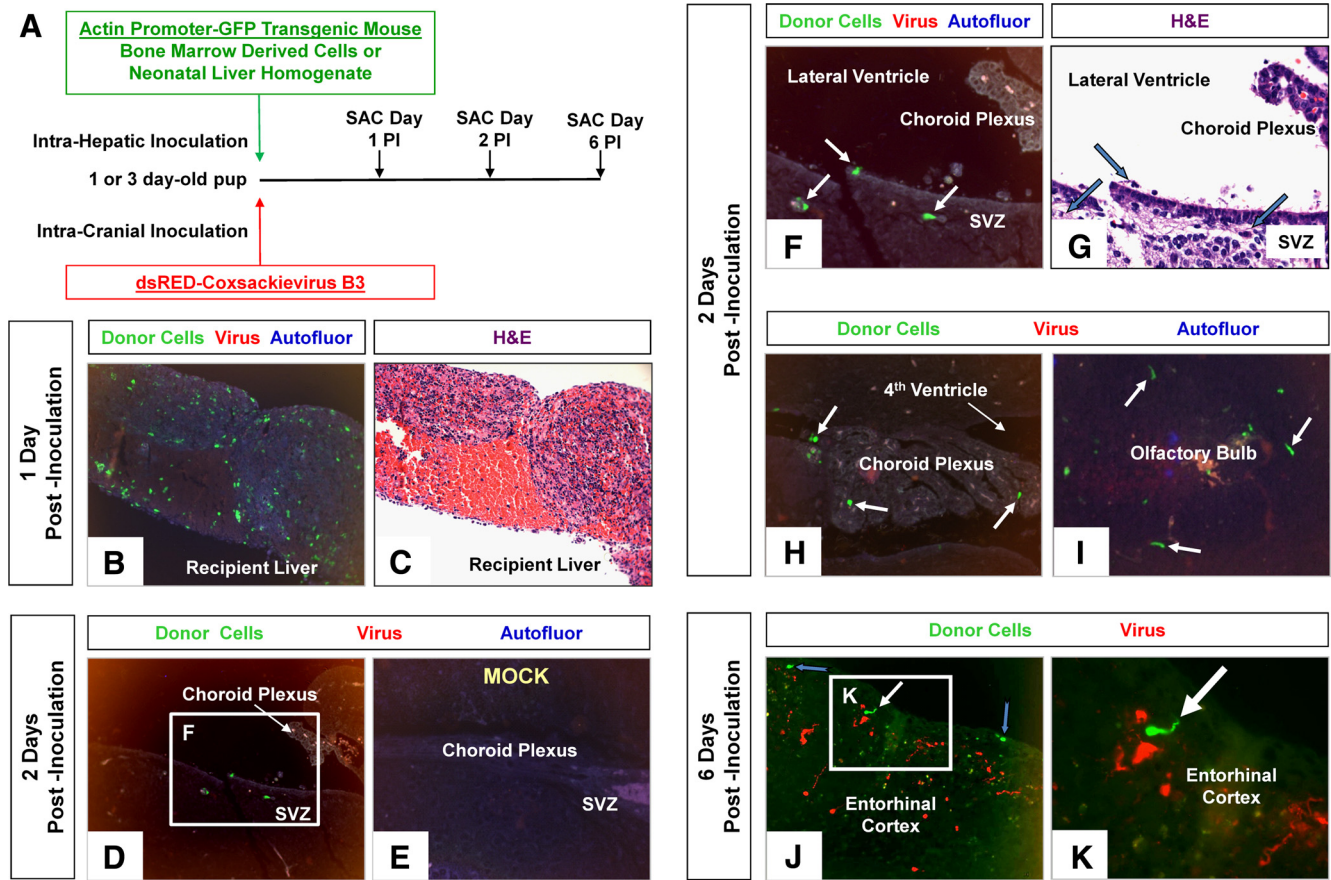 A
Actin Promoter-GFP Transgenic Mouse
Bone Marrow Derived Cells or
Neonatal Liver Homogenate
Intra-Hepatic Inoculation
1 or 3 day-old pup
Intra-Cranial Inoculation
dsRED-Coxsackievirus B3
SAC Day
1 PI
SAC Day
2 PI
SAC Day
6 PI
1 Day
Post -Inoculation
Donor Cells Virus Autofluor
H&E
B
Recipient Liver
C
Recipient Liver
2 Days
Post -Inoculation
Donor Cells Virus Autofluor
Choroid Plexus
F
SVZ
D
MOCK
Choroid Plexus
SVZ
E
2 Days
Post -Inoculation
Donor Cells Virus Autofluor
H&E
Lateral Ventricle
Choroid Plexus
SVZ
F
Lateral Ventricle
Choroid Plexus
SVZ
G
Donor Cells Virus Autofluor
4th Ventricle
Choroid Plexus
H
Olfactory Bulb
I
6 Days
Post -Inoculation
Donor Cells Virus
K
Entorhinal
Cortex
J
Entorhinal
Cortex
K